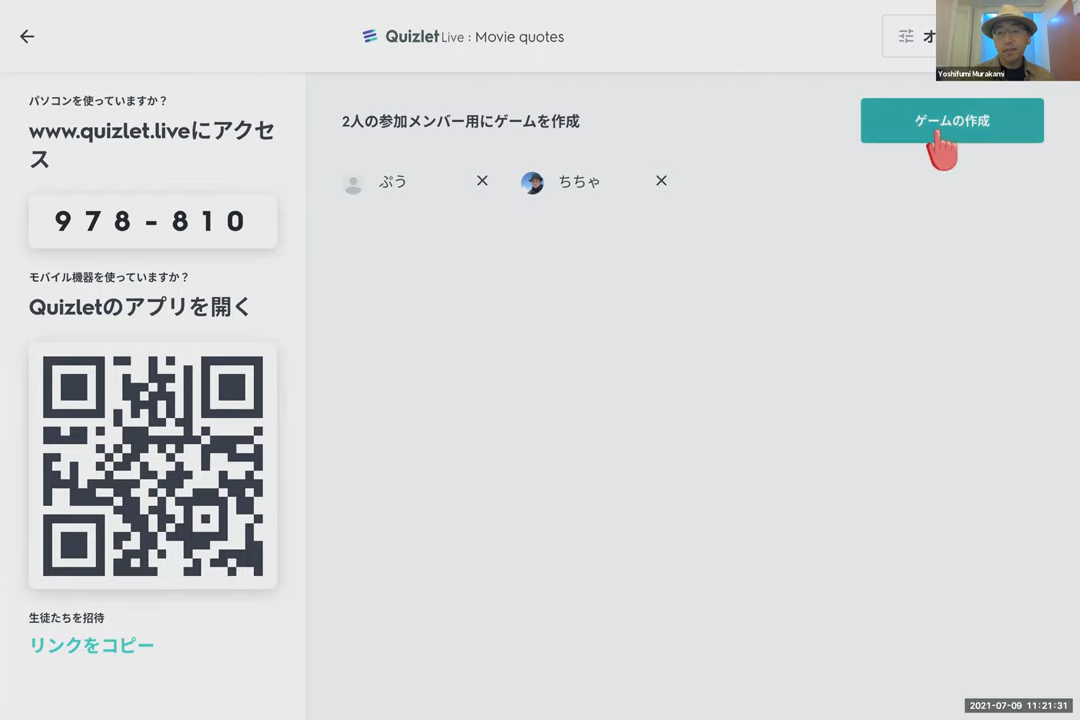 Quizlet Live : Movie quotes
オ
Yoshifumi Murakami
パソコンを使っていますか？
www.quizlet.liveにアクセ
ス
978-810
モバイル機器を使っていますか？
Quizletのアプリを開く
生徒たちを招待
リンクをコピー
2人の参加メンバー用にゲームを作成
ゲームの作成
ぷう
ちちゃ
2021-07-09 11:21:31